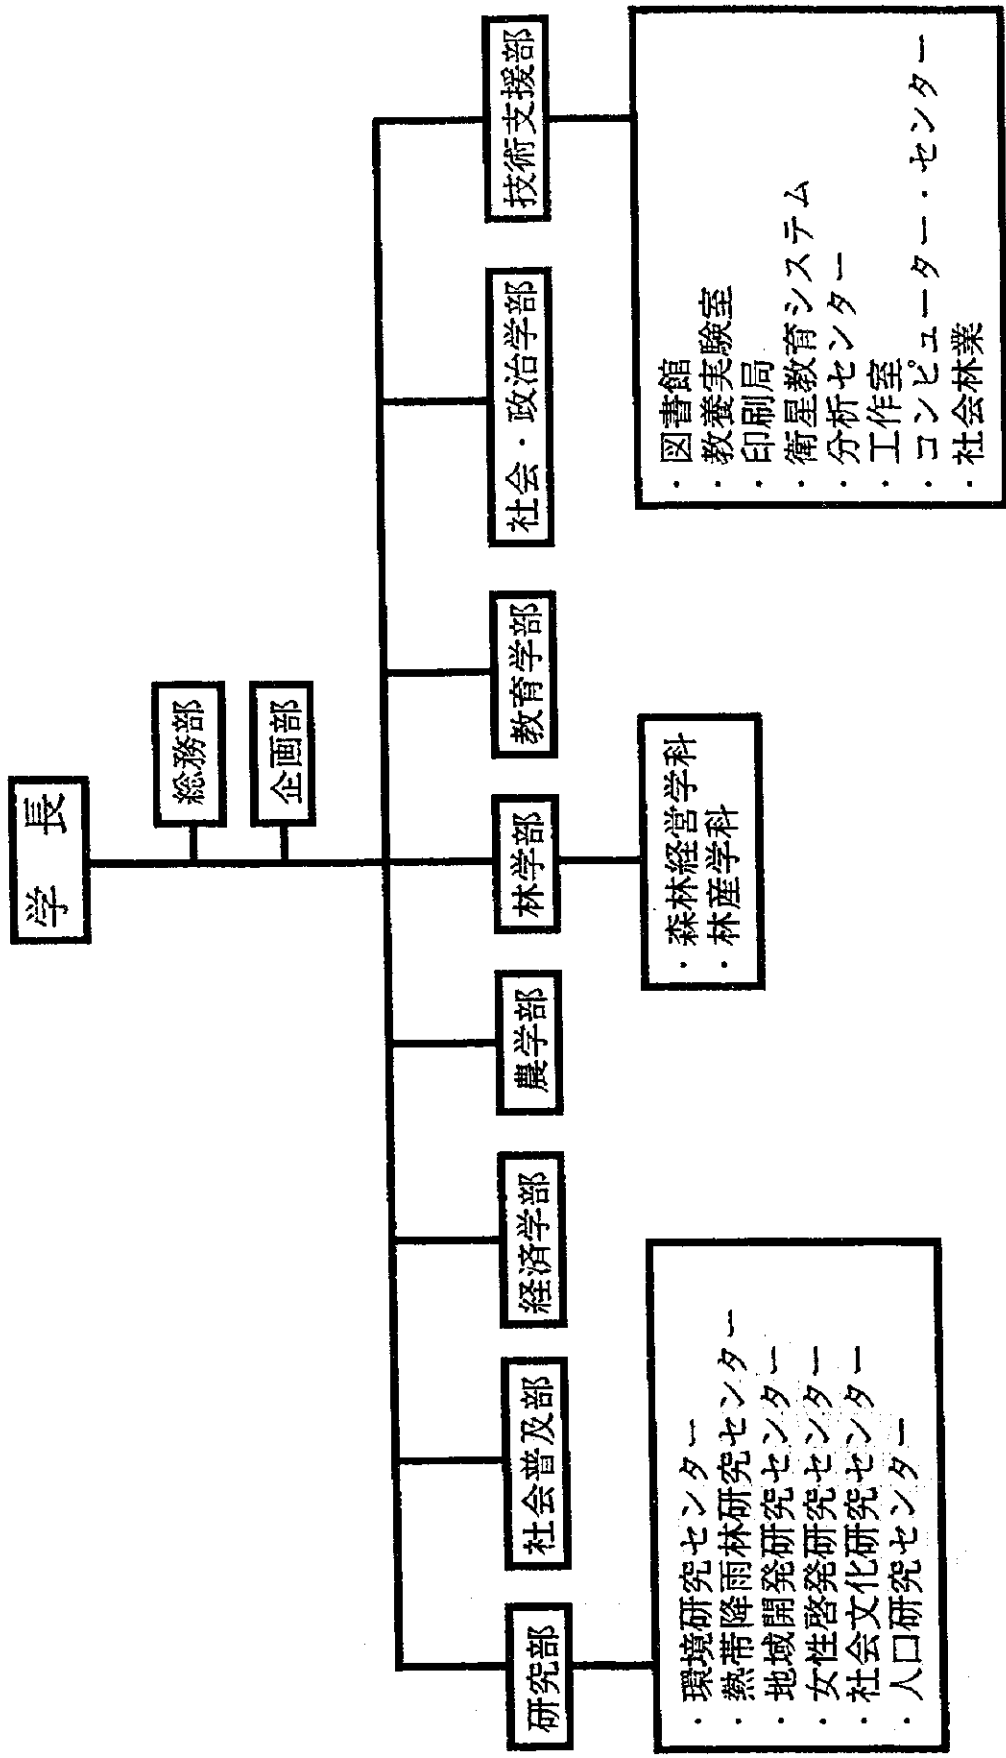 学 長
総務部
企画部
研究部
社会普及部
経済学部
農学部
林学部
教育学部
社会・政治学部
技術支援部
・環境研究センター
・熱帯降雨林研究センター
・地域開発研究センター
・女性啓発研究センター
・社会文化研究センター
・人口研究センター
・森林経営学科
・林産学科
・図書館
・教養実験室
・印刷局
・衛星教育システム
・分析センター
・工作室
・コンピューター・センター
・社会林業